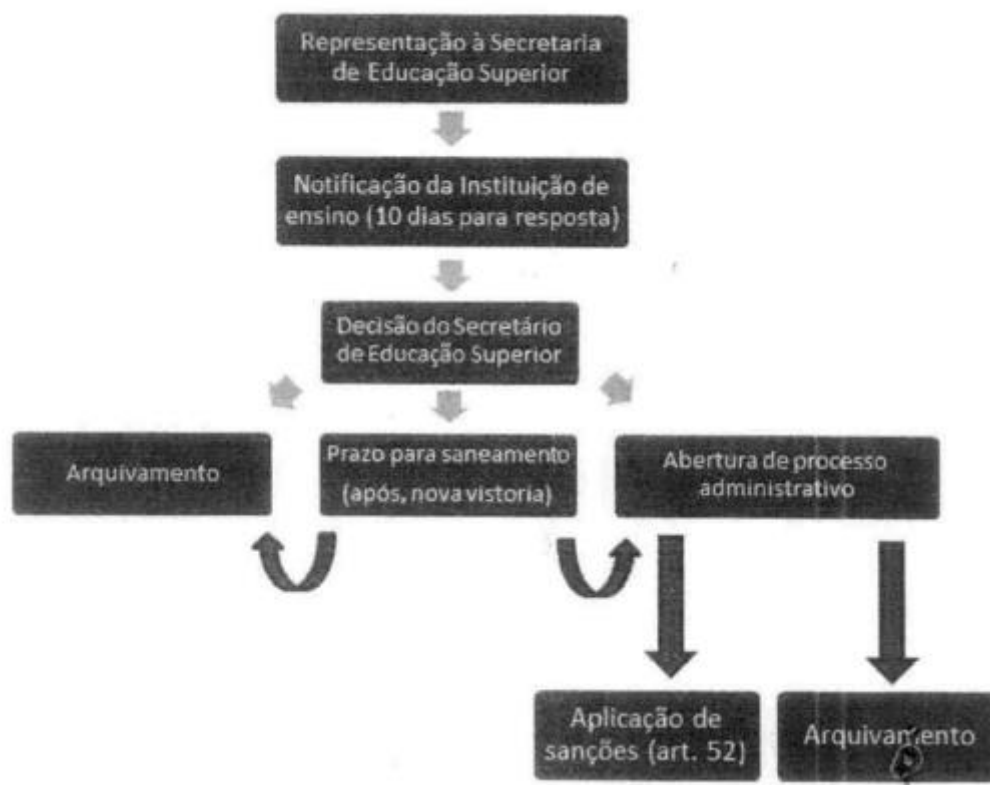 Representação à Secretaria
de Educação Superior
Notificação da Instituição de
ensino (10 dias para resposta)
Decisão do Secretário
de Educação Superior
Arquivamento
Prazo para saneamento
(após, nova vistoria)
Abertura de processo
administrativo
Aplicação de
sanções (art. 52)
Arquivamento